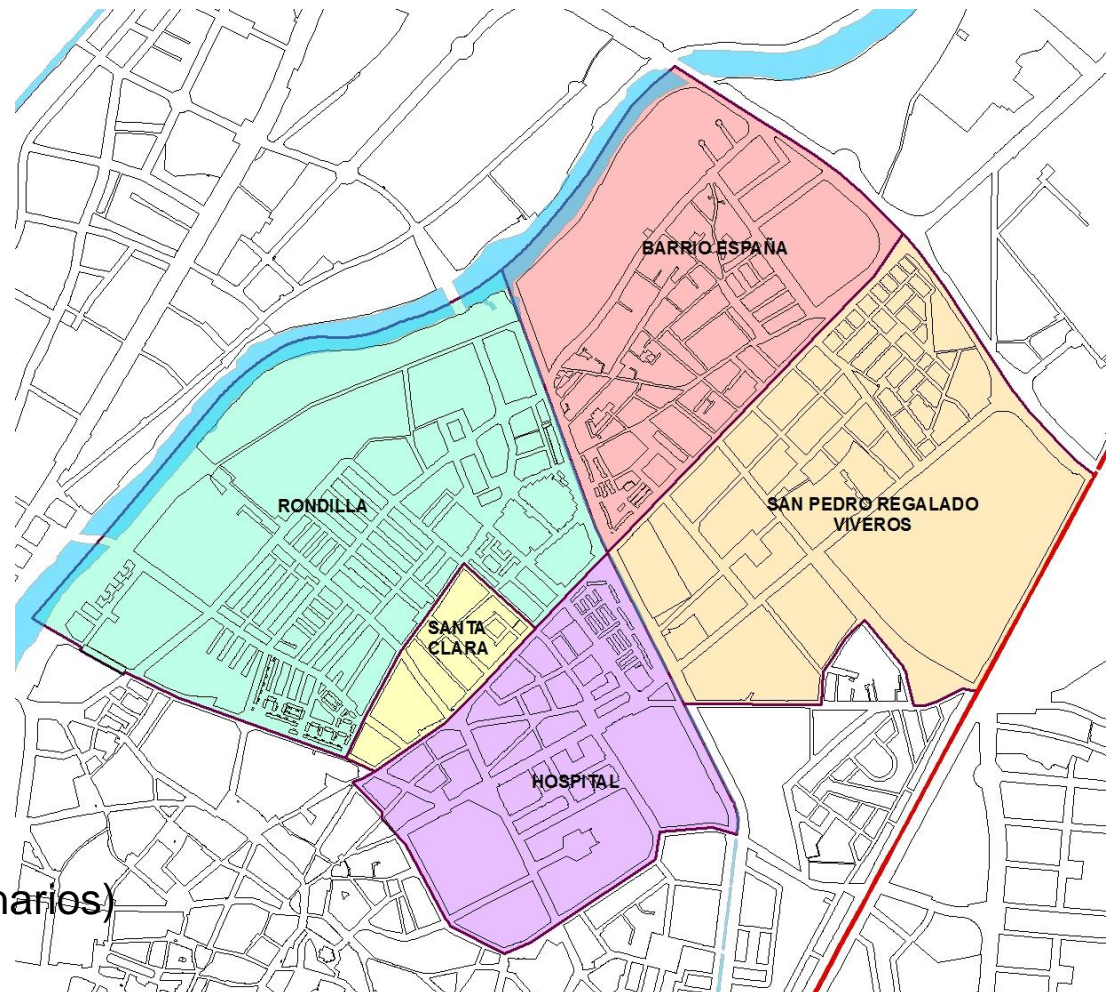 BARRIO ESPAÑA
RONDILLA
SAN PEDRO REGALADO
VIVEROS
SANTA
CLARA
HOSPITAL
narios)